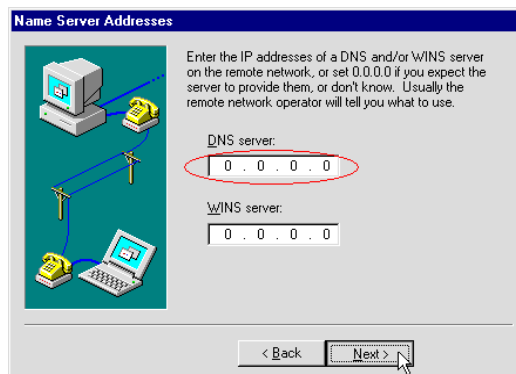 Name Server Addresses
Enter the IP addresses of a DNS and/or WINS server
on the remote network, or set 0.0.0.0 if you expect the
server to provide them, or don't know.  Usually the
remote network operator will tell you what to use.
DNS server:
0 . 0 . 0 . 0
WINS server:
0 . 0 . 0 . 0
< Back
Next >